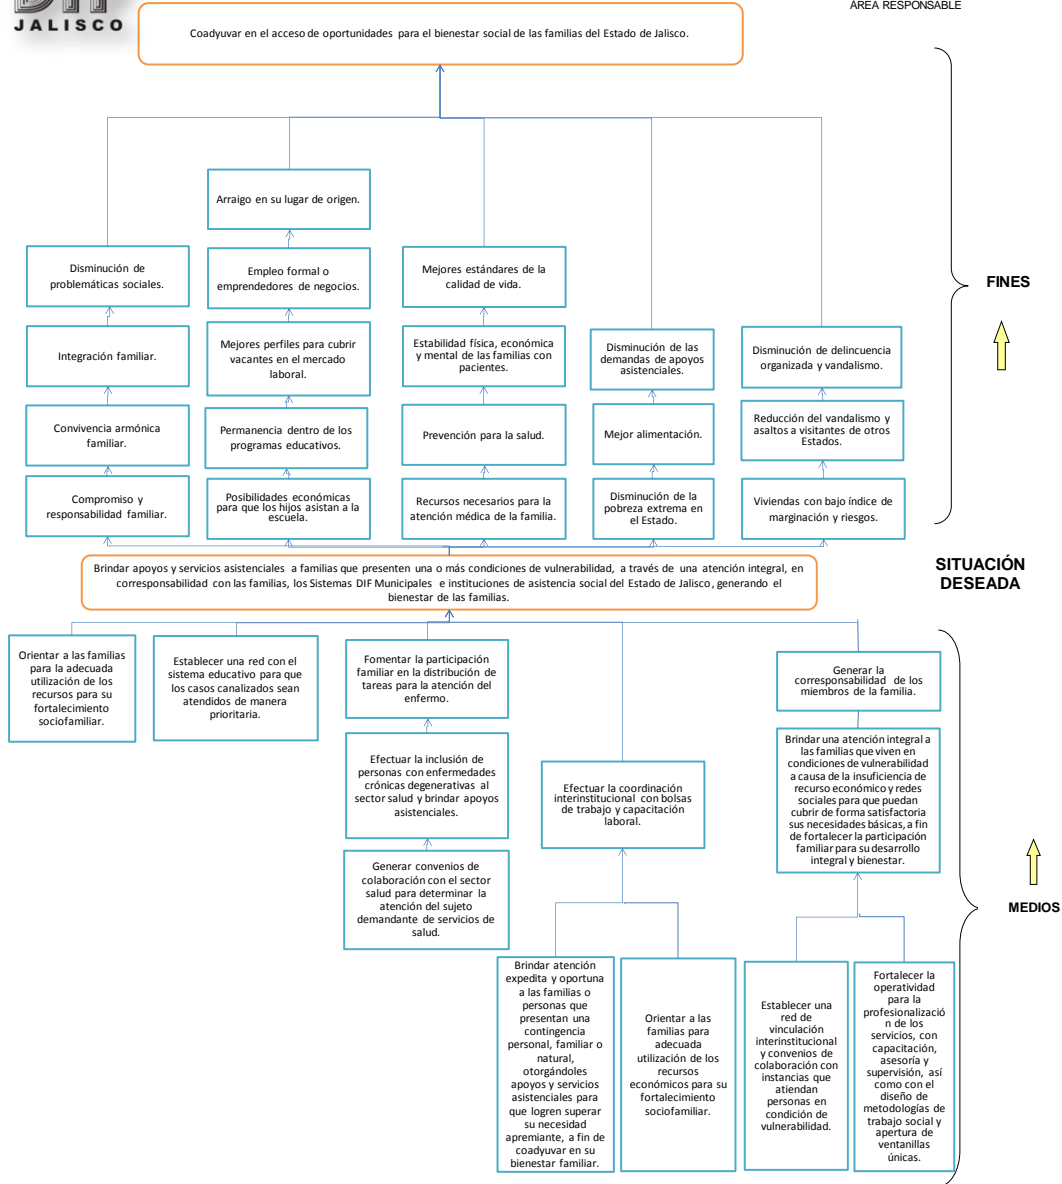 DIF
JALISCO
ÁREA RESPONSABLE
Coadyuvar en el acceso de oportunidades para el bienestar social de las familias del Estado de Jalisco.
Arraigo en su lugar de origen.
Disminución de
problemáticas sociales.
Empleo formal o
emprendedores de negocios.
Mejores estándares de la
calidad de vida.
FINES
Integración familiar.
Mejores perfiles para cubrir
vacantes en el mercado
laboral.
Estabilidad física, económica
y mental de las familias con
pacientes.
Disminución de las
demandas de apoyos
asistenciales.
Disminución de delincuencia
organizada y vandalismo.
Convivencia armónica
familiar.
Permanencia dentro de los
programas educativos.
Prevención para la salud.
Mejor alimentación.
Reducción del vandalismo y
asaltos a visitantes de otros
Estados.
Compromiso y
responsabilidad familiar.
Posibilidades económicas
para que los hijos asistan a la
escuela.
Recursos necesarios para la
atención médica de la familia.
Disminución de la
pobreza extrema en
el Estado.
Viviendas con bajo índice de
marginación y riesgos.
Brindar apoyos y servicios asistenciales a familias que presenten una o más condiciones de vulnerabilidad, a través de una atención integral, en
corresponsabilidad con las familias, los Sistemas DIF Municipales e instituciones de asistencia social del Estado de Jalisco, generando el
bienestar de las familias.
SITUACIÓN
DESEADA
Orientar a las familias
para la adecuada
utilización de los
recursos para su
fortalecimiento
sociofamiliar.
Establecer una red con el
sistema educativo para que
los casos canalizados sean
atendidos de manera
prioritaria.
Fomentar la participación
familiar en la distribución de
tareas para la atención del
enfermo.
Generar la
corresponsabilidad de los
miembros de la familia.
Efectuar la inclusión de
personas con enfermedades
crónicas degenerativas al
sector salud y brindar apoyos
asistenciales.
Efectuar la coordinación
interinstitucional con bolsas
de trabajo y capacitación
laboral.
Brindar una atención integral a
las familias que viven en
condiciones de vulnerabilidad
a causa de la insuficiencia de
recurso económico y redes
sociales para que puedan
cubrir de forma satisfactoria
sus necesidades básicas, a fin
de fortalecer la participación
familiar para su desarrollo
integral y bienestar.
Generar convenios de
colaboración con el sector
salud para determinar la
atención del sujeto
demandante de servicios de
salud.
MEDIOS
Brindar atención
expedita y oportuna
a las familias o
personas que
presentan una
contingencia
personal, familiar o
natural,
otorgándoles
apoyos y servicios
asistenciales para
que logren superar
su necesidad
apremiante, a fin de
coadyuvar en su
bienestar familiar.
Orientar a las
familias para
adecuada
utilización de los
recursos
económicos para su
fortalecimiento
sociofamiliar.
Establecer una
red de
vinculación
interinstitucional
y convenios de
colaboración con
instancias que
atiendan
personas en
condición de
vulnerabilidad.
Fortalecer la
operatividad
para la
profesionalizació
n de los
servicios, con
capacitación,
asesoría y
supervisión, así
como con el
diseño de
metodologías de
trabajo social y
apertura de
ventanillas
únicas.